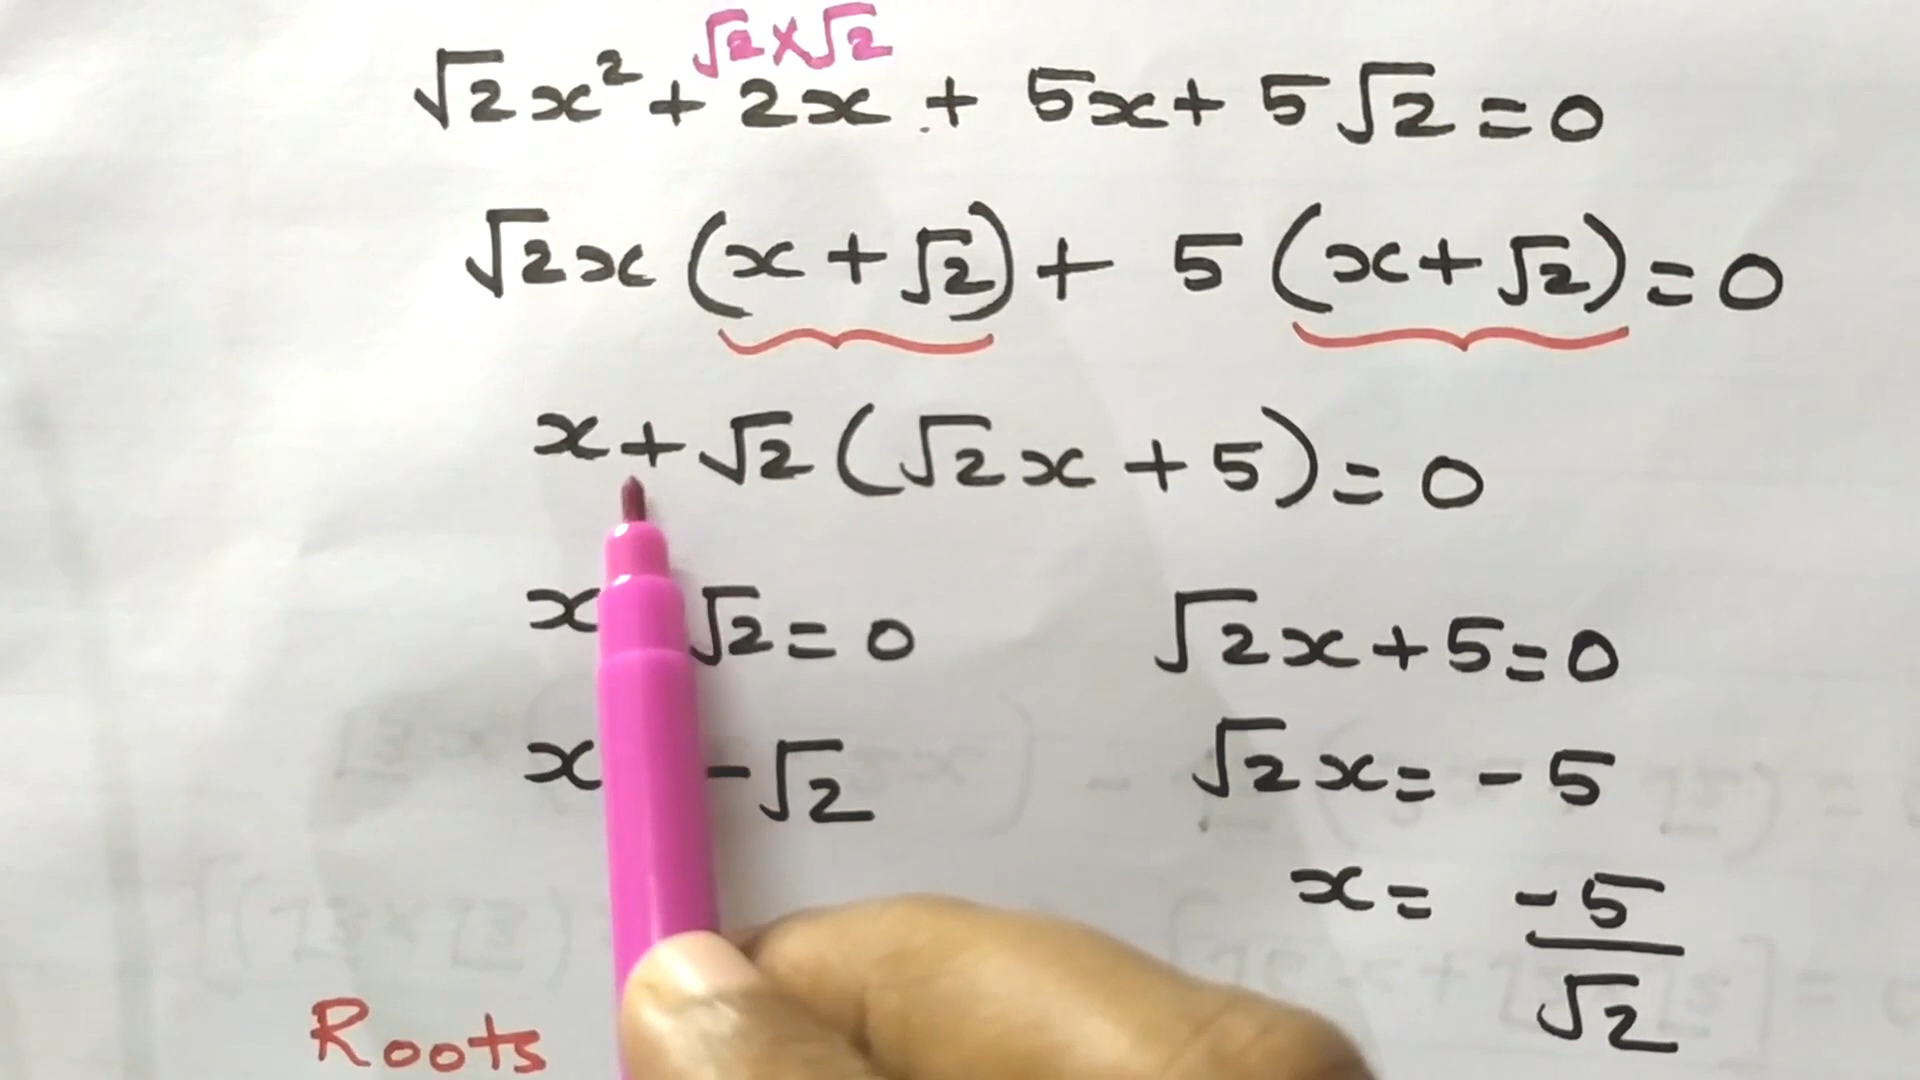 √2×√2
√2x² + 2x + 5x + 5√2 = 0
√2x (x + √2) + 5 (x + √2) = 0
x + √2 (√2x + 5) = 0
x √2 = 0
√2x + 5 = 0
x - √2
√2x = - 5
x = -5/√2
Roots